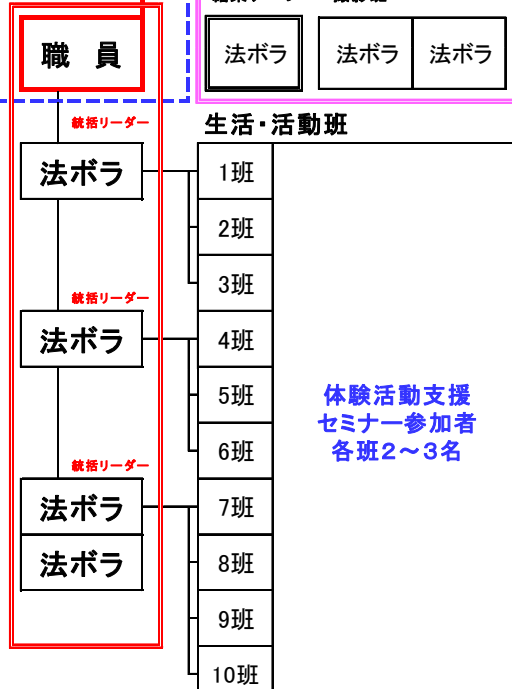 職 員
法ボラ
法ボラ
法ボラ
統括リーダー
生活・活動班
法ボラ
1班
2班
3班
統括リーダー
法ボラ
4班
5班
6班
体験活動支援
セミナー参加者
各班2～3名
統括リーダー
法ボラ
7班
法ボラ
8班
9班
10班